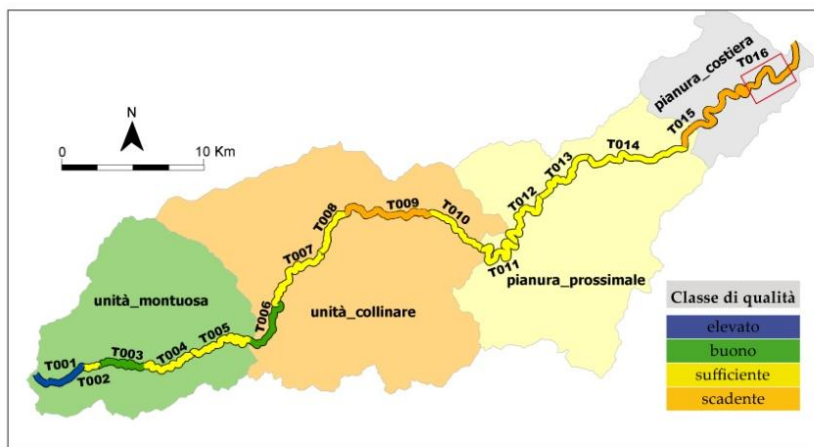 N
0 10 Km
unità_montuosa
unità_collinare
pianura_prossimale
pianura_costiera
T001
T002
T003
T004
T005
T006
T007
T008
T009
T010
T011
T012
T013
T014
T015
T016
Classe di qualità
elevato
buono
sufficiente
scadente